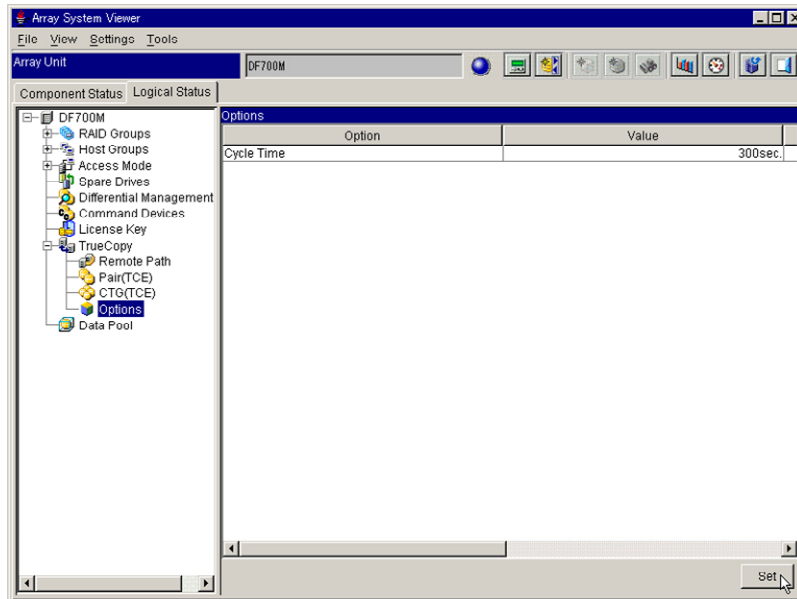 Array System Viewer
File View Settings Tools
Array Unit
DF700M
Component Status Logical Status
DF700M
RAID Groups
Host Groups
Access Mode
Spare Drives
Differential Management
Command Devices
License Key
TrueCopy
Remote Path
Pair(TCE)
CTG(TCE)
Options
Data Pool
Options
Option Value
Cycle Time 300sec.
Set